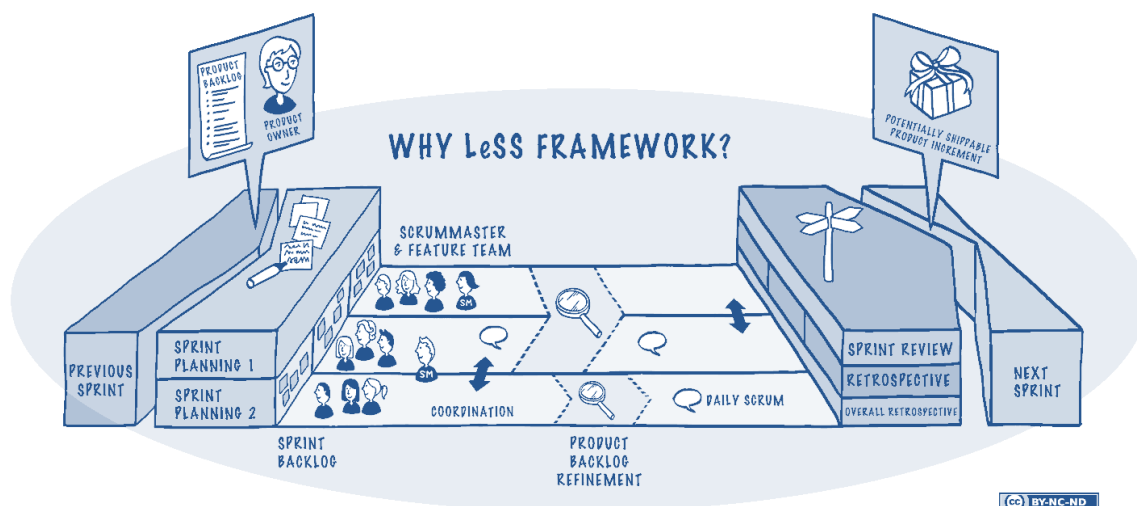 PRODUCT
BACKLOG
PRODUCT
OWNER
WHY LeSS FRAMEWORK?
POTENTIALLY SHIPPABLE
PRODUCT INCREMENT
SCRUMMASTER
& FEATURE TEAM
SM
SM
PREVIOUS
SPRINT
SPRINT
PLANNING 1
SPRINT
PLANNING 2
COORDINATION
DAILY SCRUM
SPRINT REVIEW
RETROSPECTIVE
OVERALL RETROSPECTIVE
NEXT
SPRINT
SPRINT
BACKLOG
PRODUCT
BACKLOG
REFINEMENT
(cc) BY-NC-ND